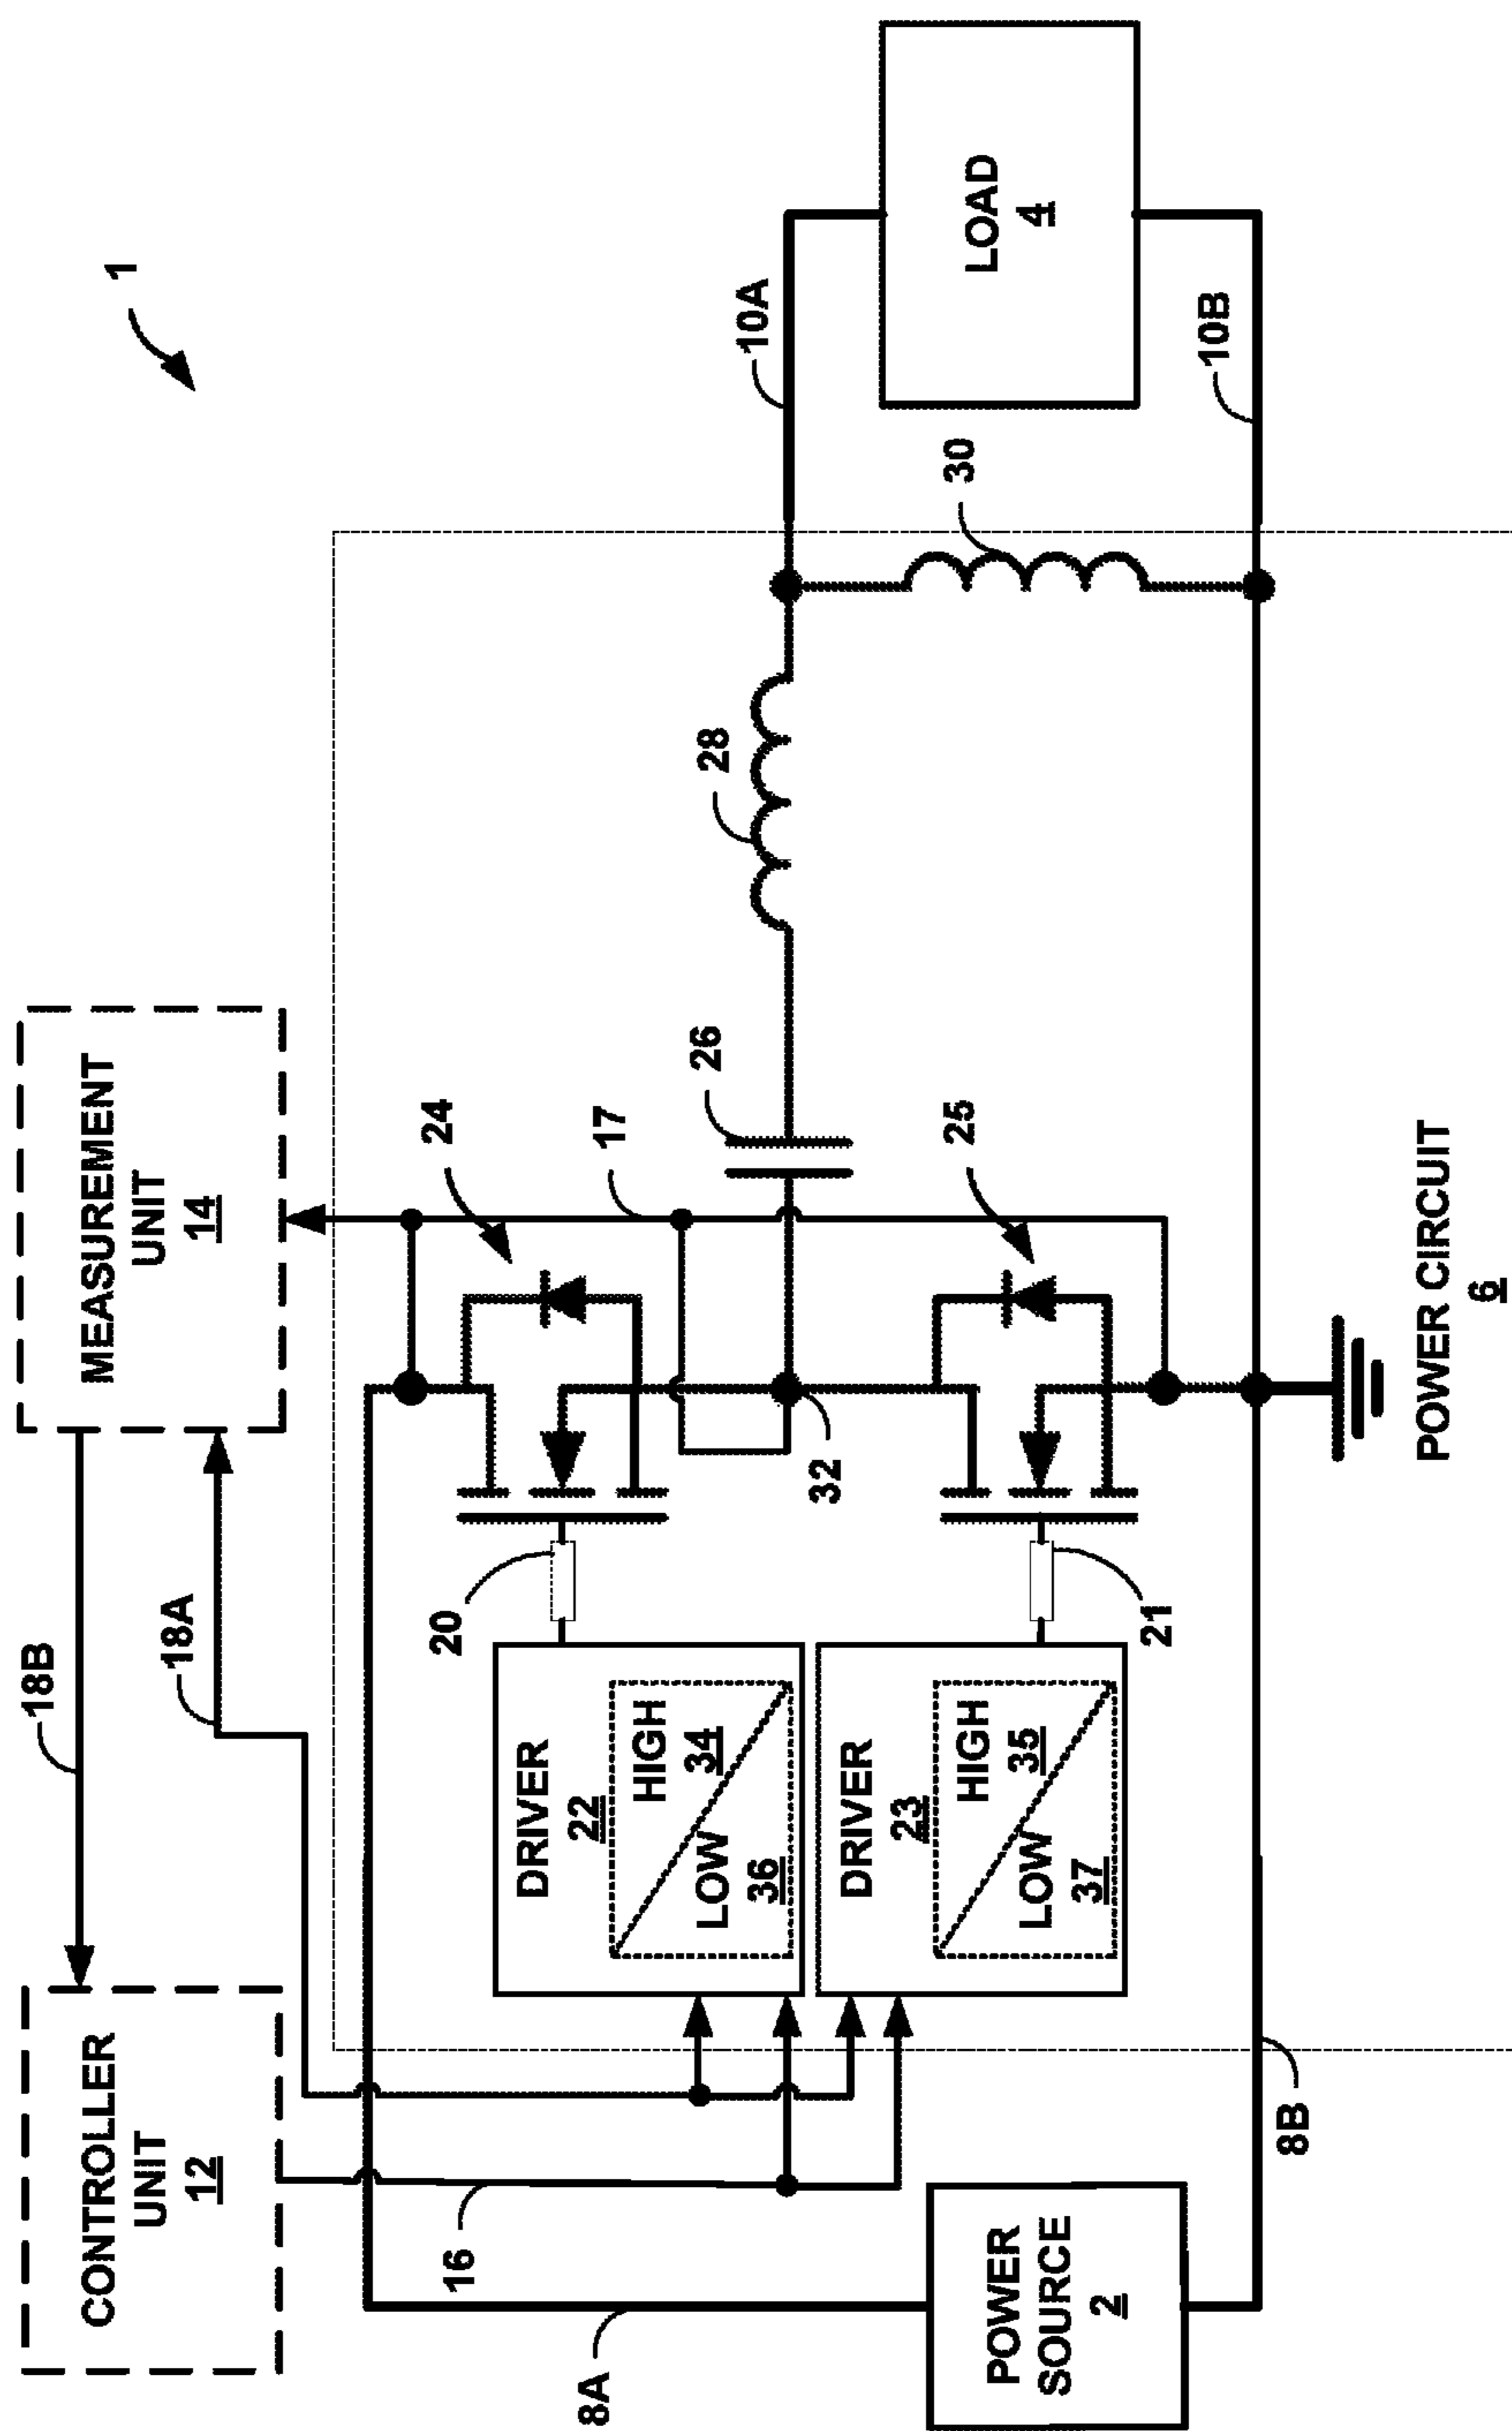 1
CONTROLLER
UNIT
12
18B
18A
MEASUREMENT
UNIT
14
16
8A
20
24
17
DRIVER
22
HIGH
34
LOW
36
32
26
28
10A
LOAD
4
DRIVER
23
HIGH
35
LOW
37
21
25
30
10B
POWER
SOURCE
2
8B
POWER CIRCUIT
6